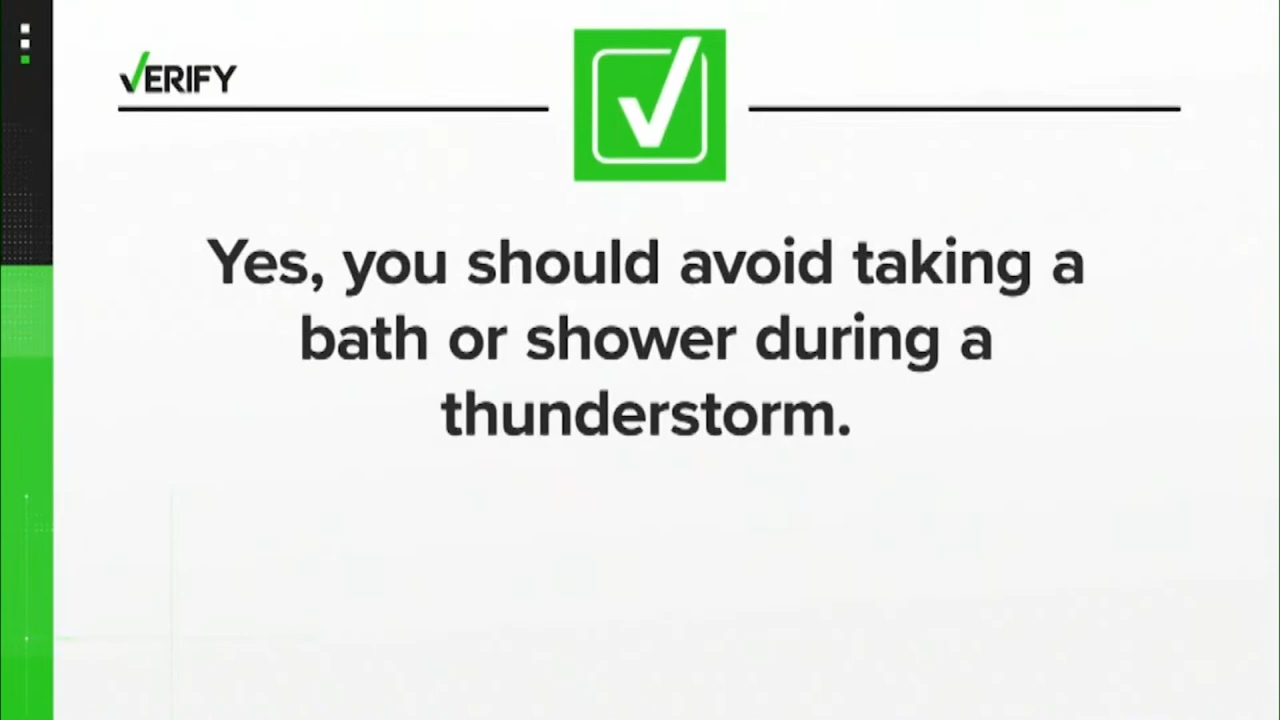 VERIFY
Yes, you should avoid taking a
bath or shower during a
thunderstorm.